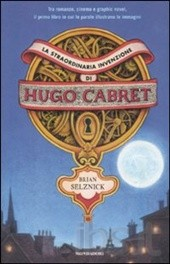 Tra romanzo, cinema e graphic novel,
il primo libro in cui le parole illustrano le immagini
LA STRAORDINARIA INVENZIONE
DI
HUGO CABRET
BRIAN
SELZNICK
MONDADORI